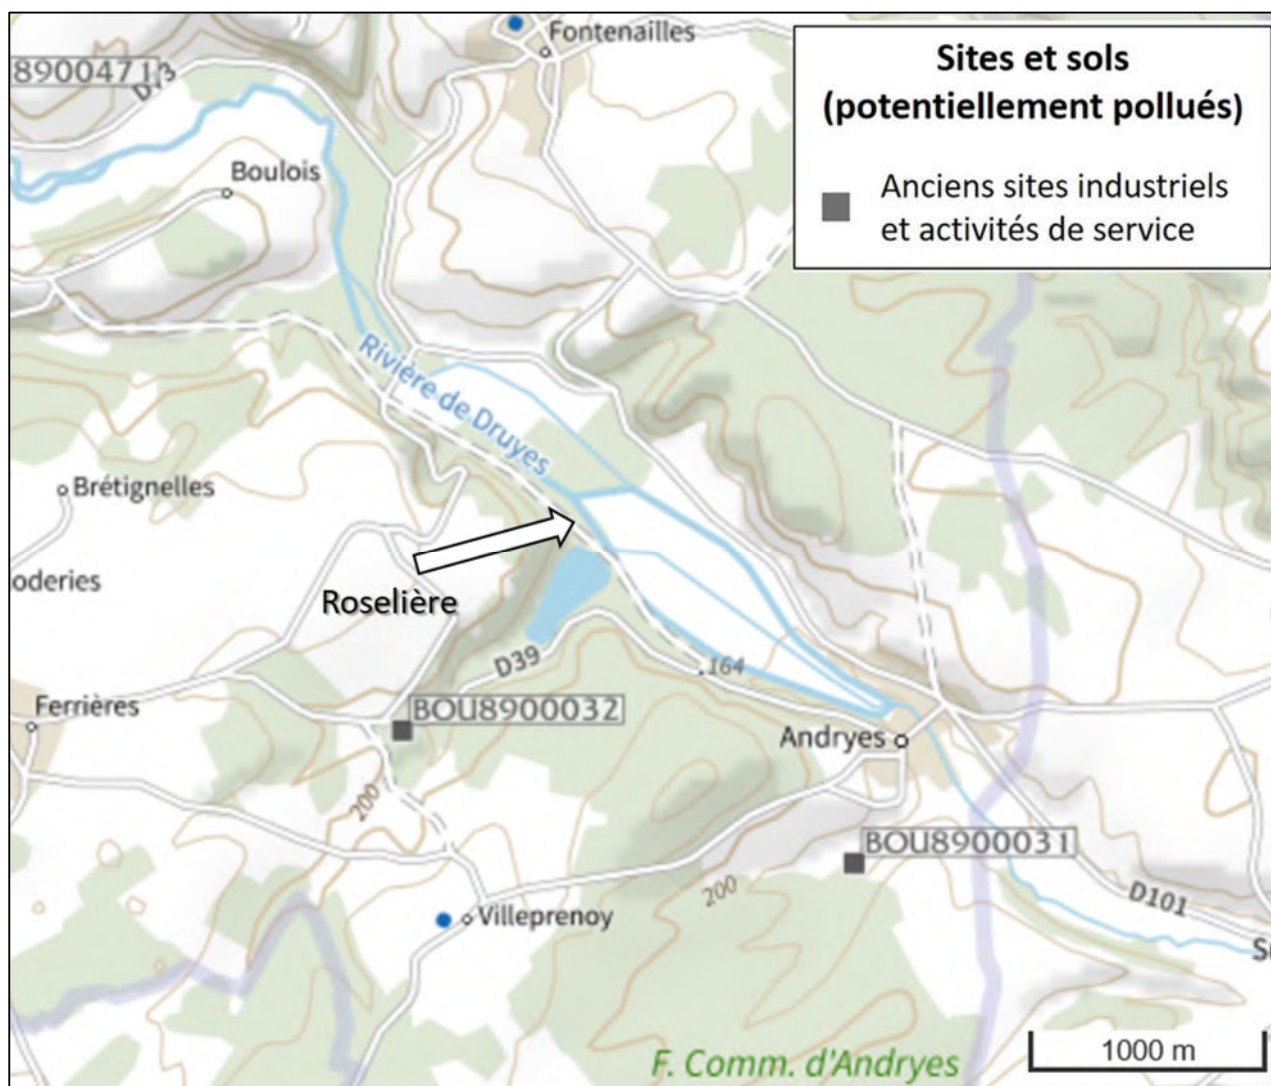 Fontenailles
Sites et sols
(potentiellement pollués)
Anciens sites industriels
et activités de service
8900471
D73
Boulois
Rivière de Druyes
Brétignelles
oderies
Roselière
D39
164
Ferrières
BOU8900032
Andryes
200
BOU8900031
200
D101
Villeprenoy
F. Comm. d'Andryes
1000 m